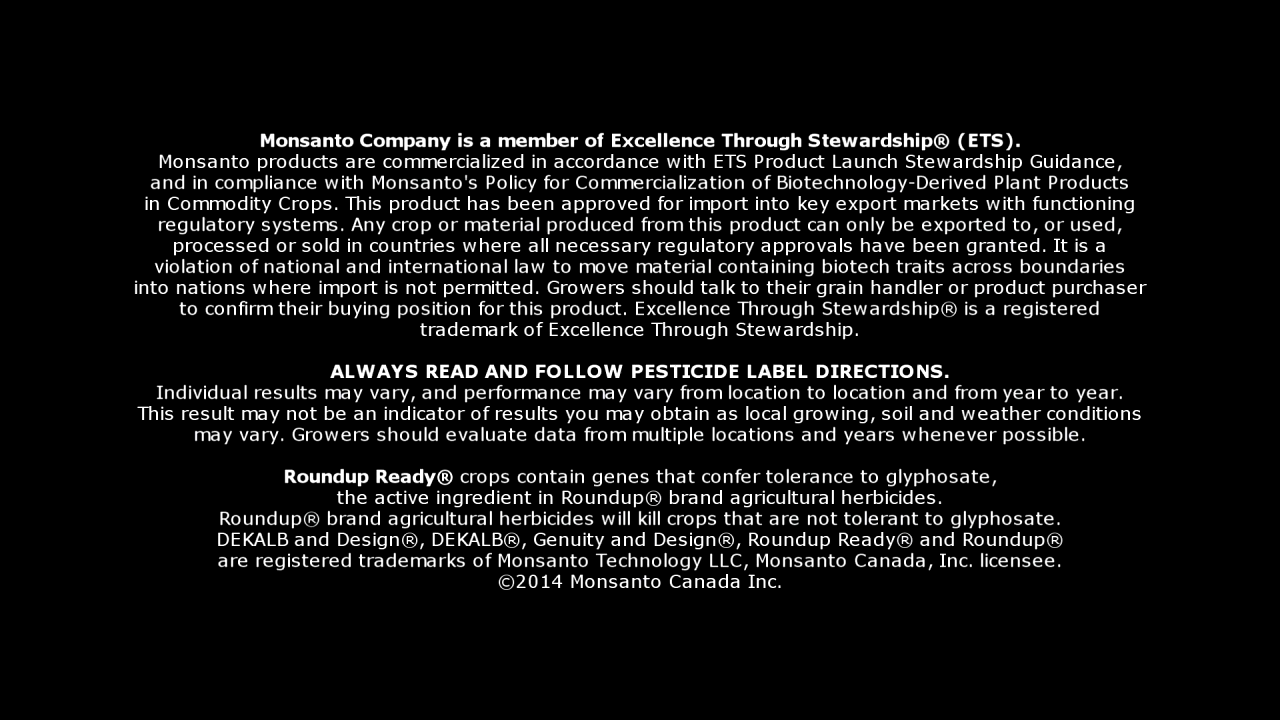 Monsanto Company is a member of Excellence Through Stewardship® (ETS).
Monsanto products are commercialized in accordance with ETS Product Launch Stewardship Guidance,
and in compliance with Monsanto's Policy for Commercialization of Biotechnology-Derived Plant Products
in Commodity Crops. This product has been approved for import into key export markets with functioning
regulatory systems. Any crop or material produced from this product can only be exported to, or used,
processed or sold in countries where all necessary regulatory approvals have been granted. It is a
violation of national and international law to move material containing biotech traits across boundaries
into nations where import is not permitted. Growers should talk to their grain handler or product purchaser
to confirm their buying position for this product. Excellence Through Stewardship® is a registered
trademark of Excellence Through Stewardship.
ALWAYS READ AND FOLLOW PESTICIDE LABEL DIRECTIONS.
Individual results may vary, and performance may vary from location to location and from year to year.
This result may not be an indicator of results you may obtain as local growing, soil and weather conditions
may vary. Growers should evaluate data from multiple locations and years whenever possible.
Roundup Ready® crops contain genes that confer tolerance to glyphosate,
the active ingredient in Roundup® brand agricultural herbicides.
Roundup® brand agricultural herbicides will kill crops that are not tolerant to glyphosate.
DEKALB and Design®, DEKALB®, Genuity and Design®, Roundup Ready® and Roundup®
are registered trademarks of Monsanto Technology LLC, Monsanto Canada, Inc. licensee.
©2014 Monsanto Canada Inc.